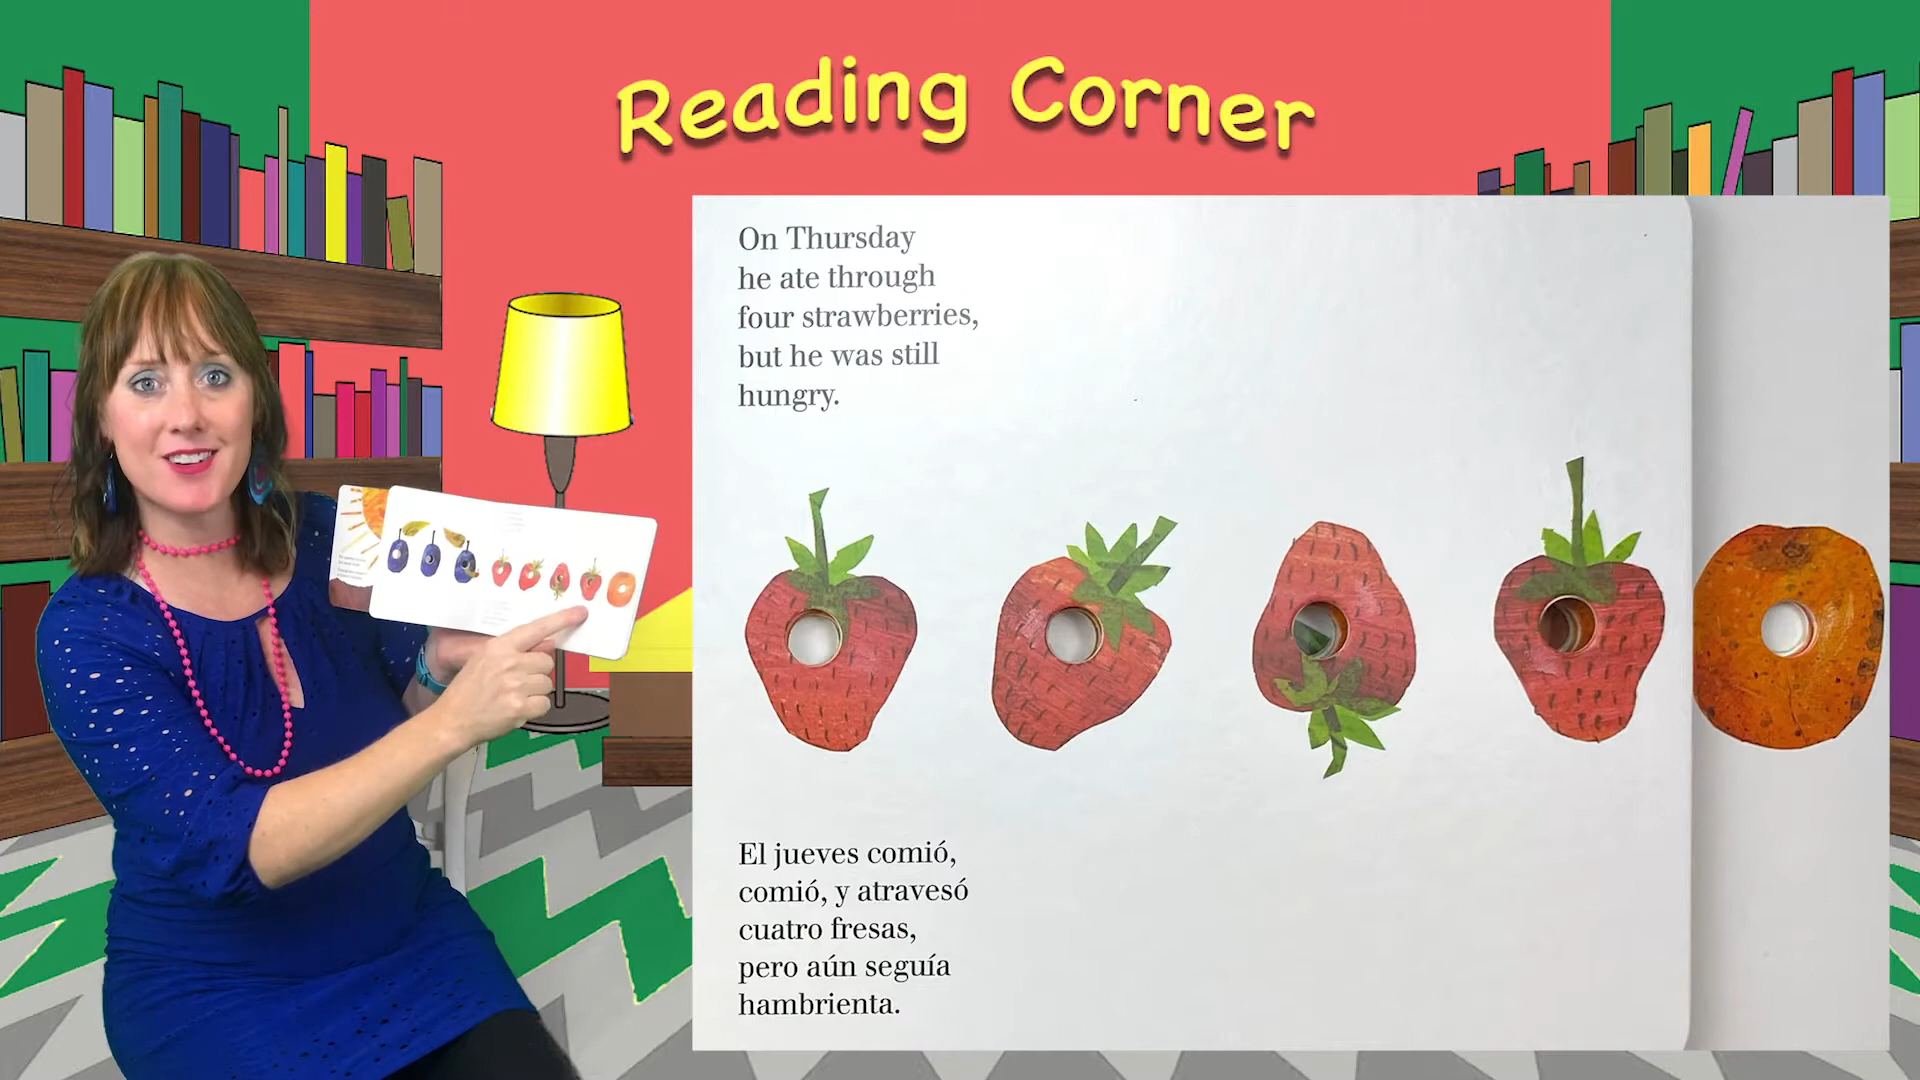 Reading Corner
On Thursday
he ate through
four strawberries,
but he was still
hungry.
El jueves comió,
comió, y atravesó
cuatro fresas,
pero aún seguía
hambrienta.